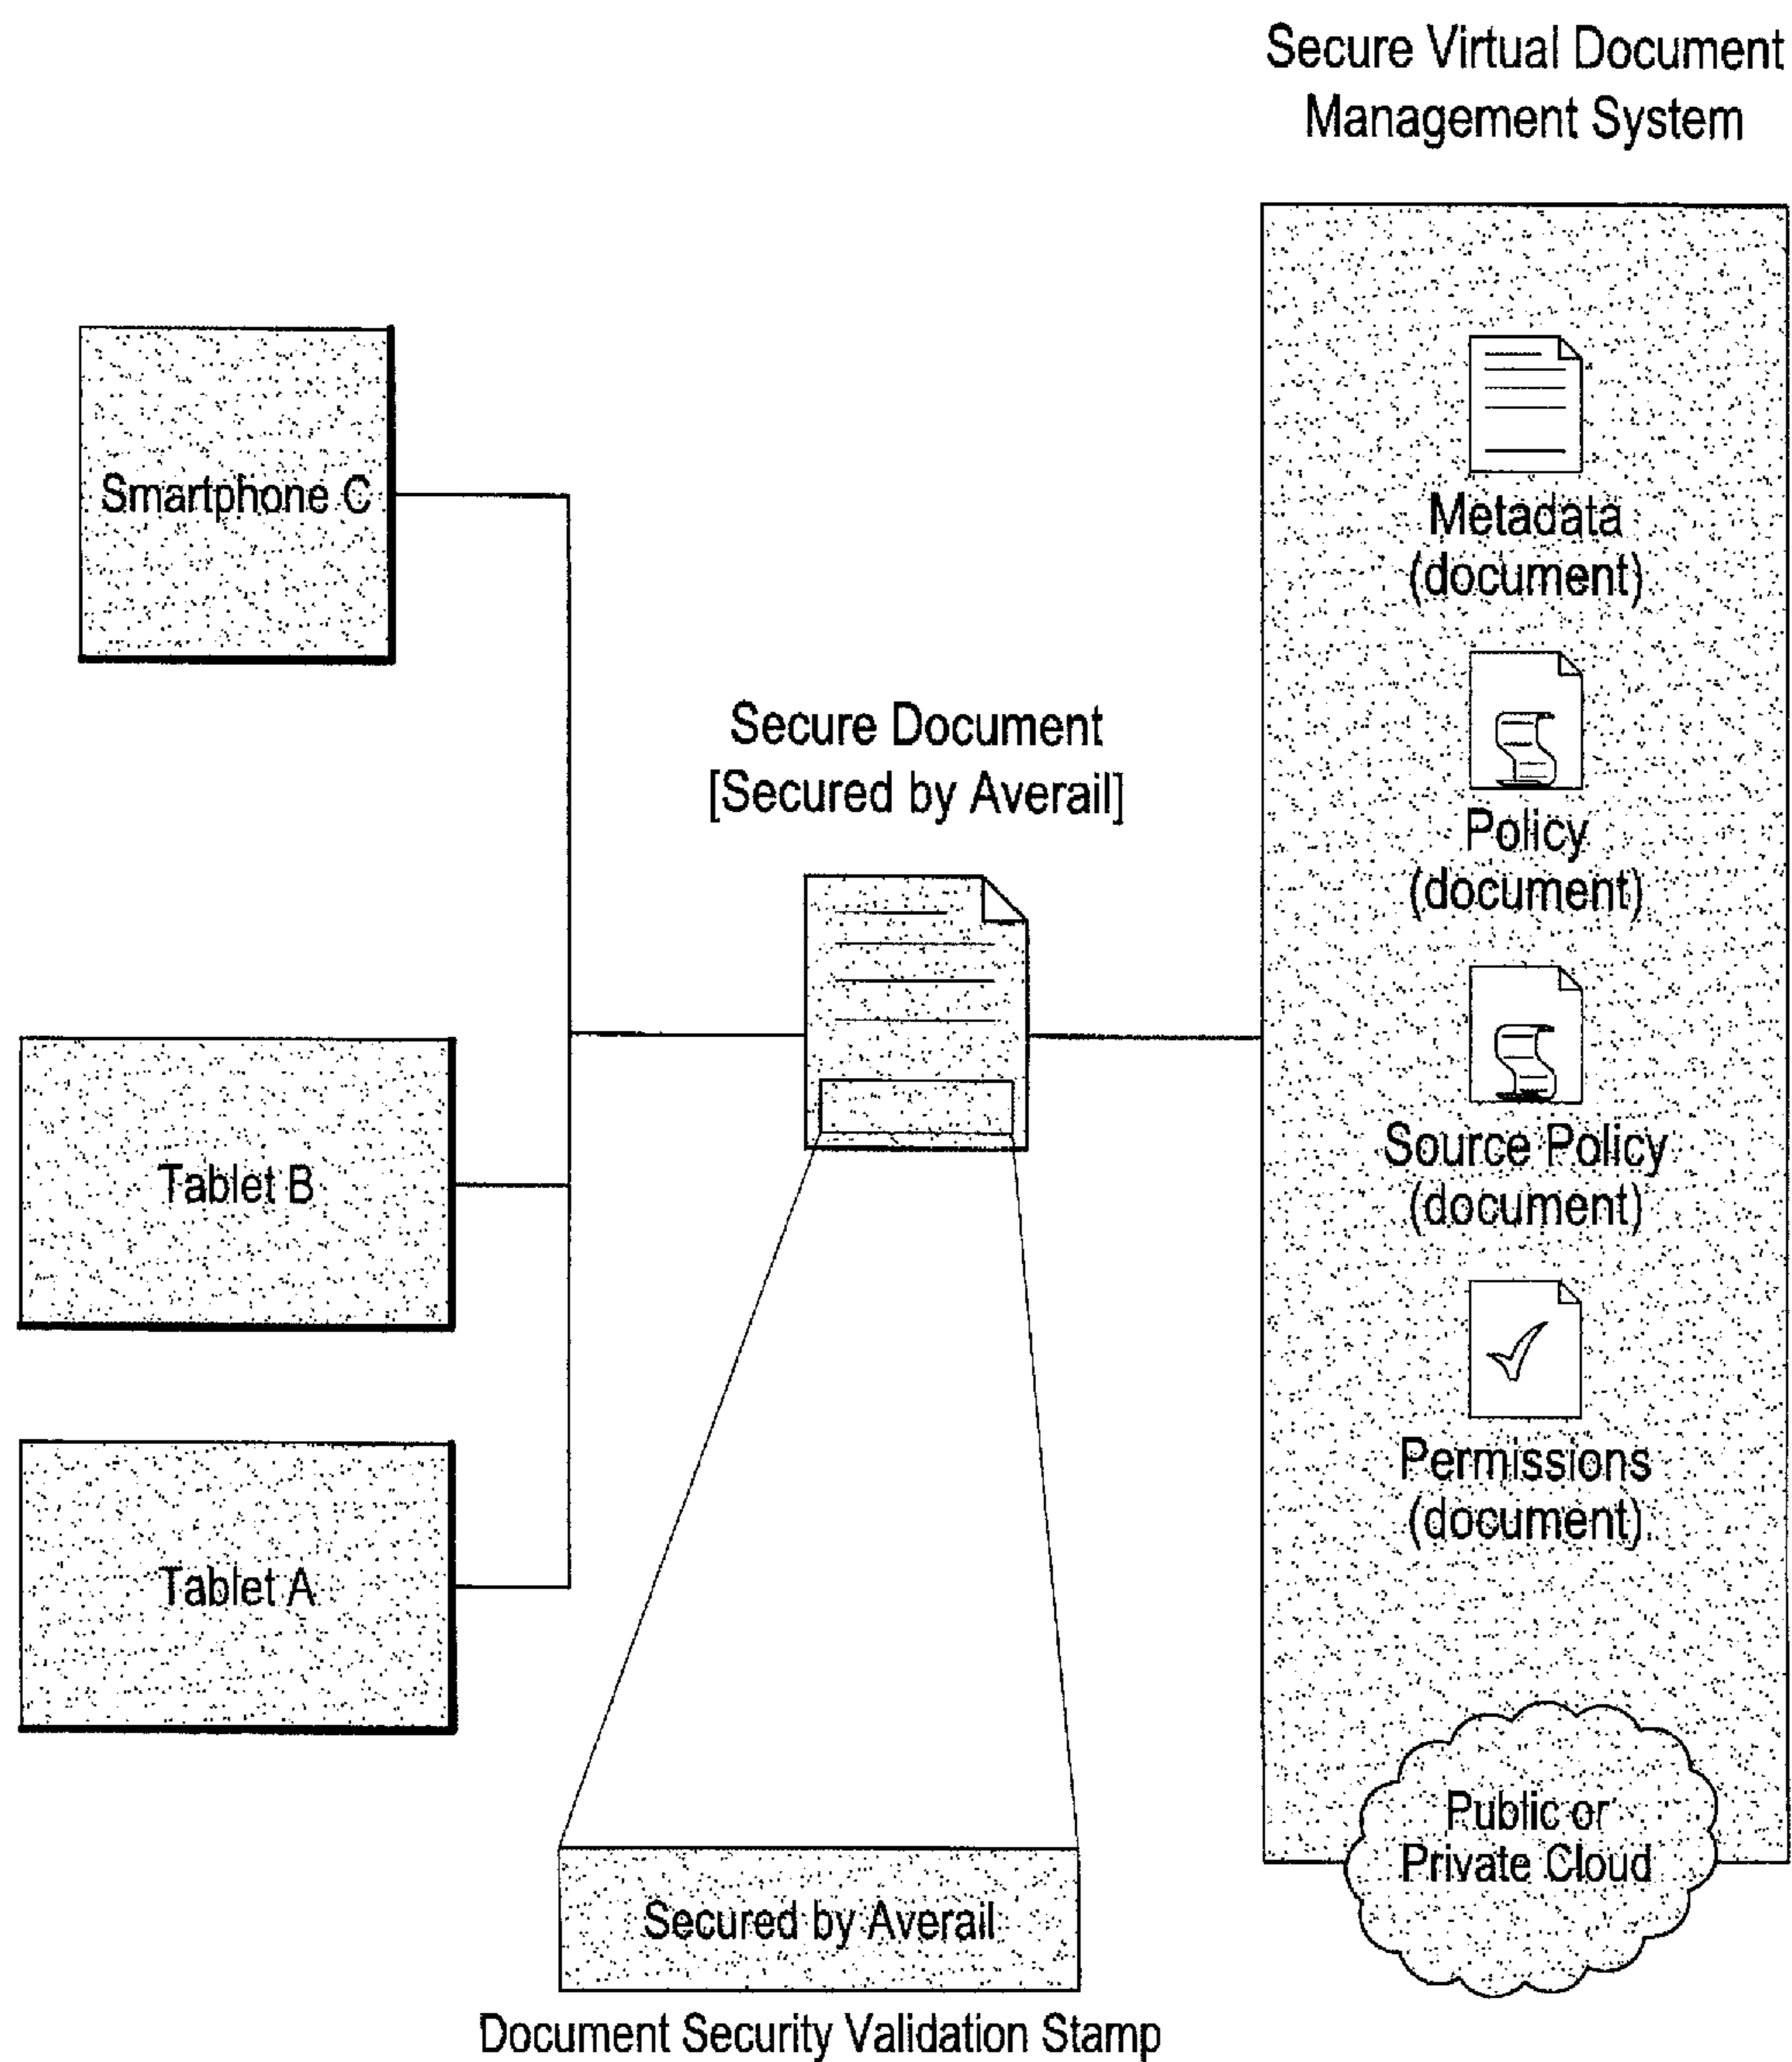 Secure Virtual Document
Management System
Smartphone C
Metadata
(document)
Secure Document
[Secured by Averail]
Policy
(document)
Source Policy
(document)
Tablet B
Permissions
(document)
Tablet A
Public or
Private Cloud
Secured by Averail
Document Security Validation Stamp